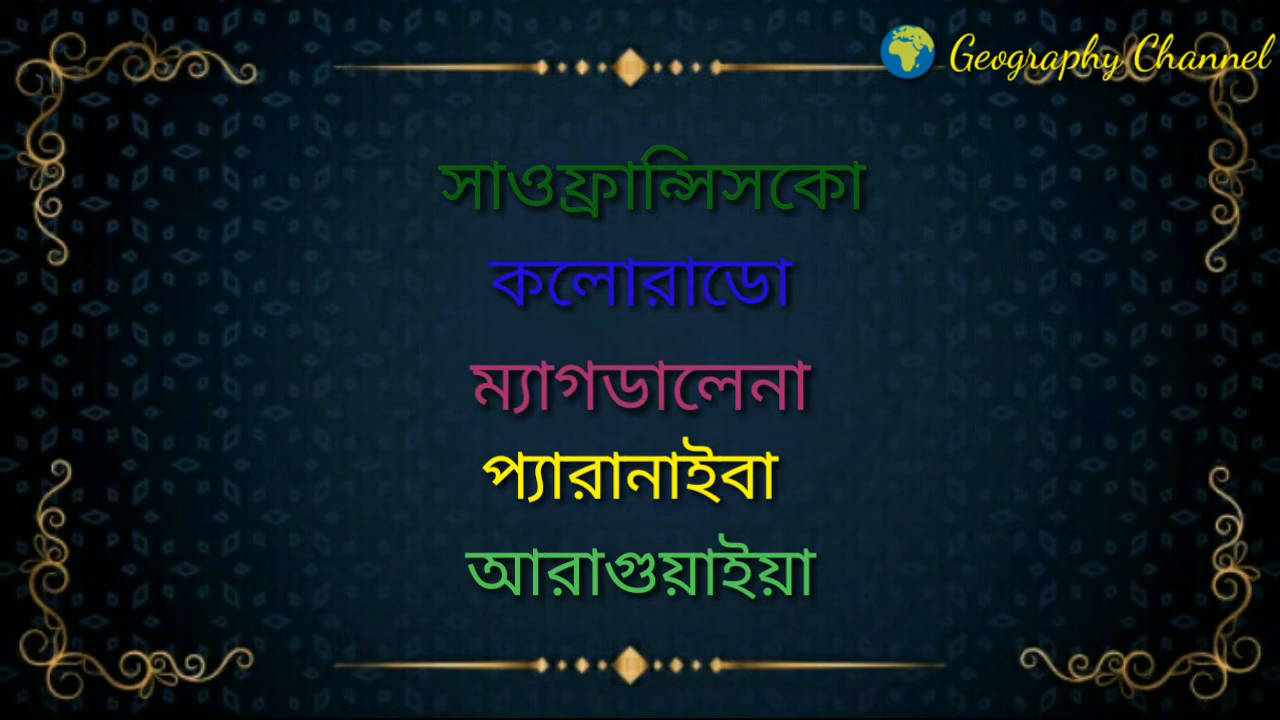 Geography Channel
সাওফ্রান্সিসকো
কলোরাডো
ম্যাগডালেনা
প্যারানাইবা
আরাগুয়াইয়া